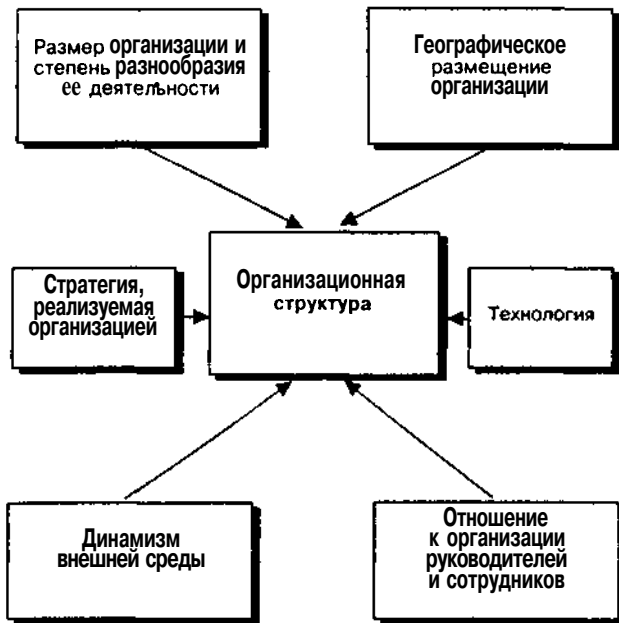 Размер организации и
степень разнообразия
ее деятельности
Географическое
размещение
организации
Стратегия,
реализуемая
организацией
Организационная
структура
Технология
Динамизм
внешней среды
Отношение
к организации
руководителей
и сотрудников